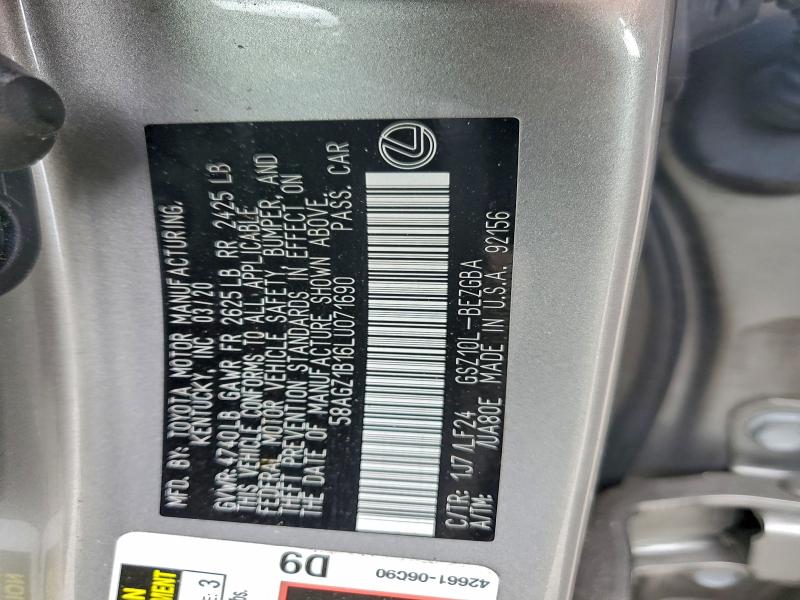 MFD. BY: TOYOTA MOTOR MANUFACTURING,
KENTUCKY, INC 03/20
GVWR 4740LB GAWR FR 2625LB RR 2425 LB
THIS VEHICLE CONFORMS TO ALL APPLICABLE
FEDERAL MOTOR VEHICLE SAFETY, BUMPER, AND
THEFT PREVENTION STANDARDS IN EFFECT ON
THE DATE OF MANUFACTURE SHOWN ABOVE.
58AGZ1B16LU071690 PASS. CAR
C/TR: 1J7/LF24 GSZ10L-BEZGBA
A/TM: /UA80E MADE IN U.S.A. 92156
D9
42661-06C90